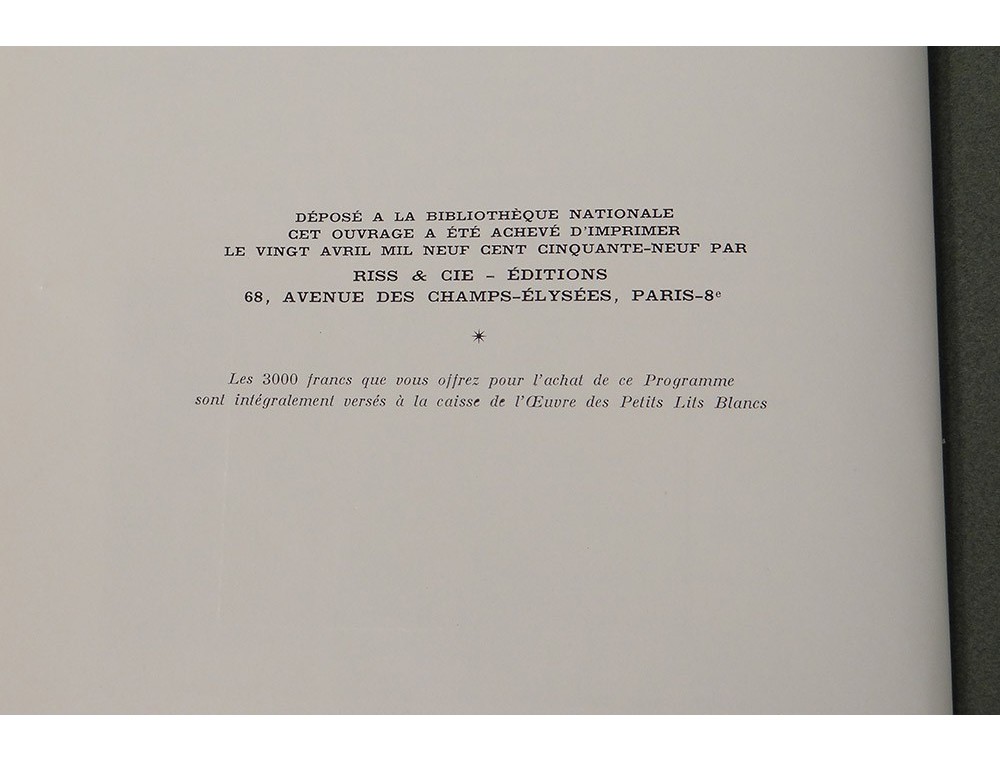 DÉPOSÉ A LA BIBLIOTHÈQUE NATIONALE
CET OUVRAGE A ÉTÉ ACHEVÉ D'IMPRIMER
LE VINGT AVRIL MIL NEUF CENT CINQUANTE-NEUF PAR
RISS & CIE – ÉDITIONS
68, AVENUE DES CHAMPS-ÉLYSÉES, PARIS-8e
Les 3000 francs que vous offrez pour l'achat de ce Programme
sont intégralement versés à la caisse de l'Œuvre des Petits Lits Blancs